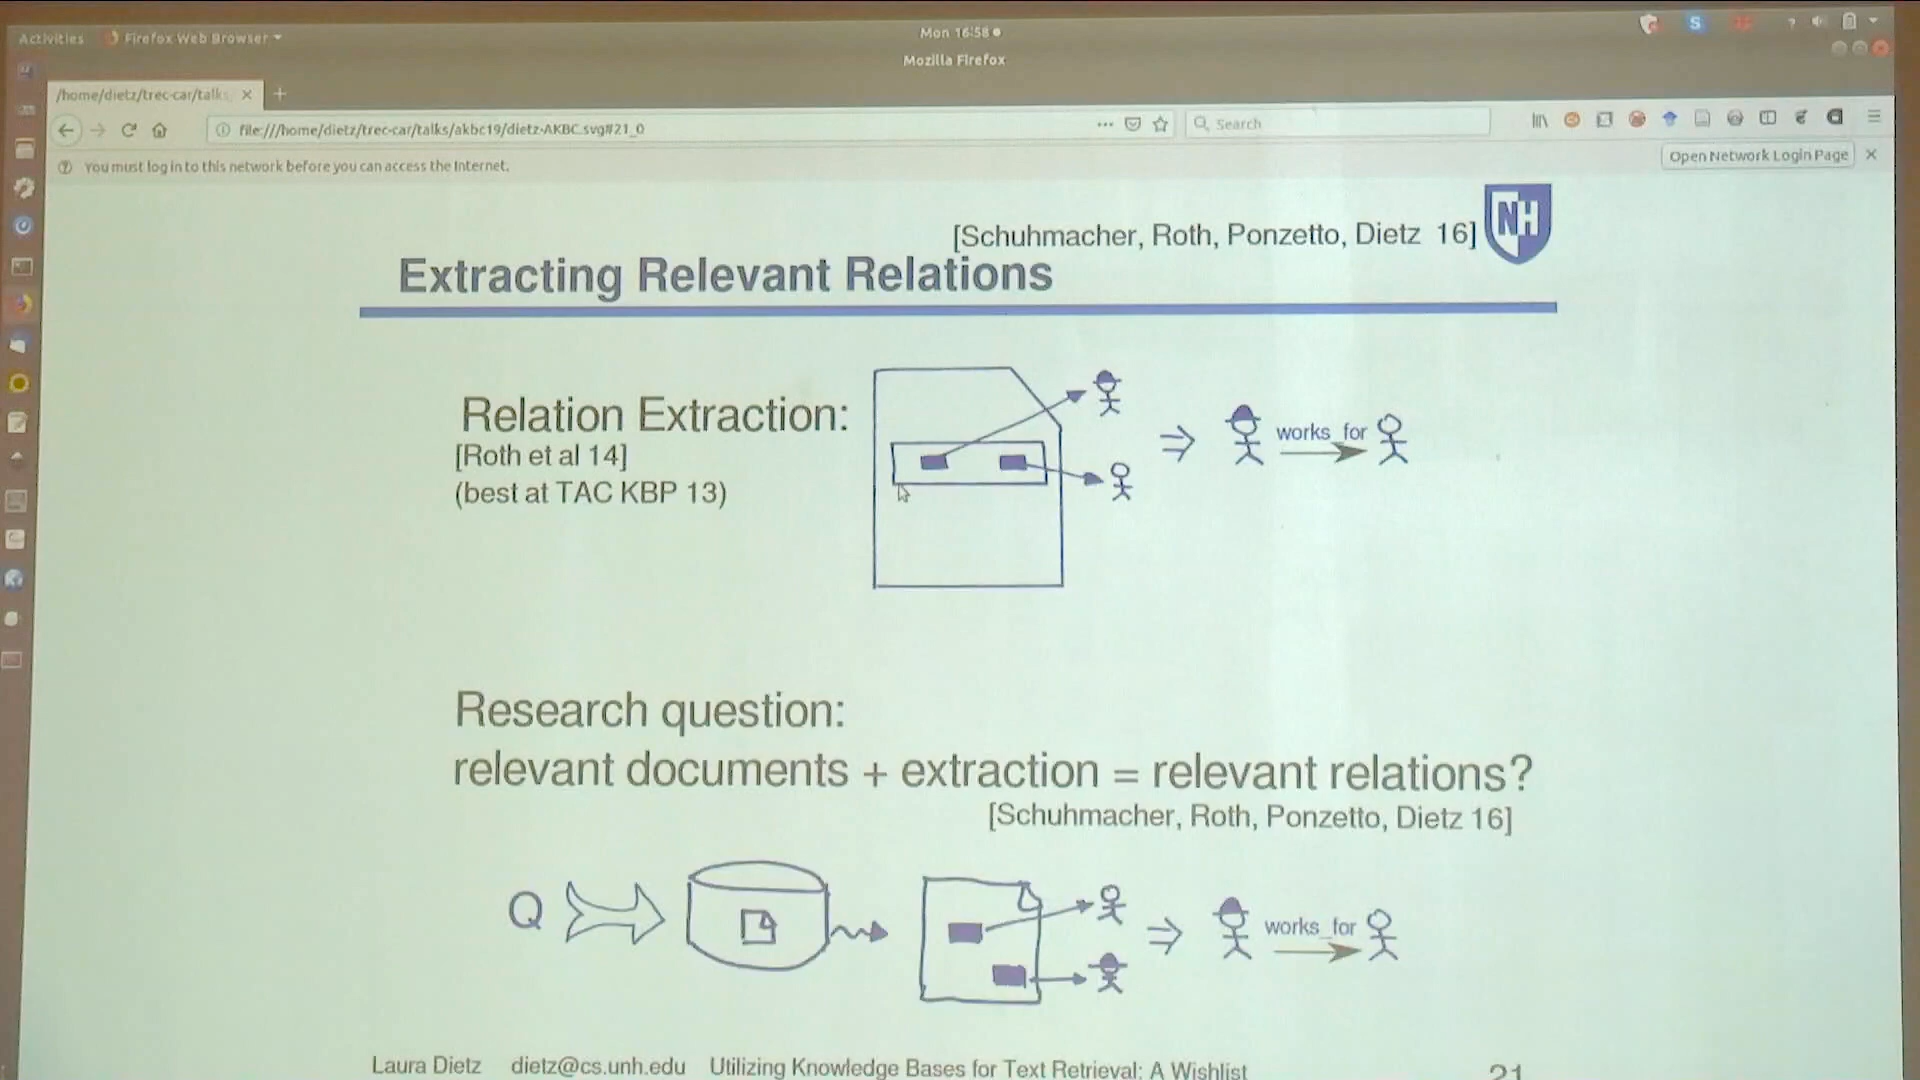 Activities Firefox Web Browser Mon 16:58
Mozilla Firefox
/home/dietz/trec-car/talks
file:///home/dietz/trec-car/talks/akbc19/dietz-AKBC.svg#21_0
Search
You must log in to this network before you can access the Internet.
Open Network Login Page
[Schuhmacher, Roth, Ponzetto, Dietz 16]
NH
Extracting Relevant Relations
Relation Extraction:
[Roth et al 14]
(best at TAC KBP 13)
works_for
Research question:
relevant documents + extraction = relevant relations?
[Schuhmacher, Roth, Ponzetto, Dietz 16]
Q
works_for
Laura Dietz dietz@cs.unh.edu Utilizing Knowledge Bases for Text Retrieval: A Wishlist 21